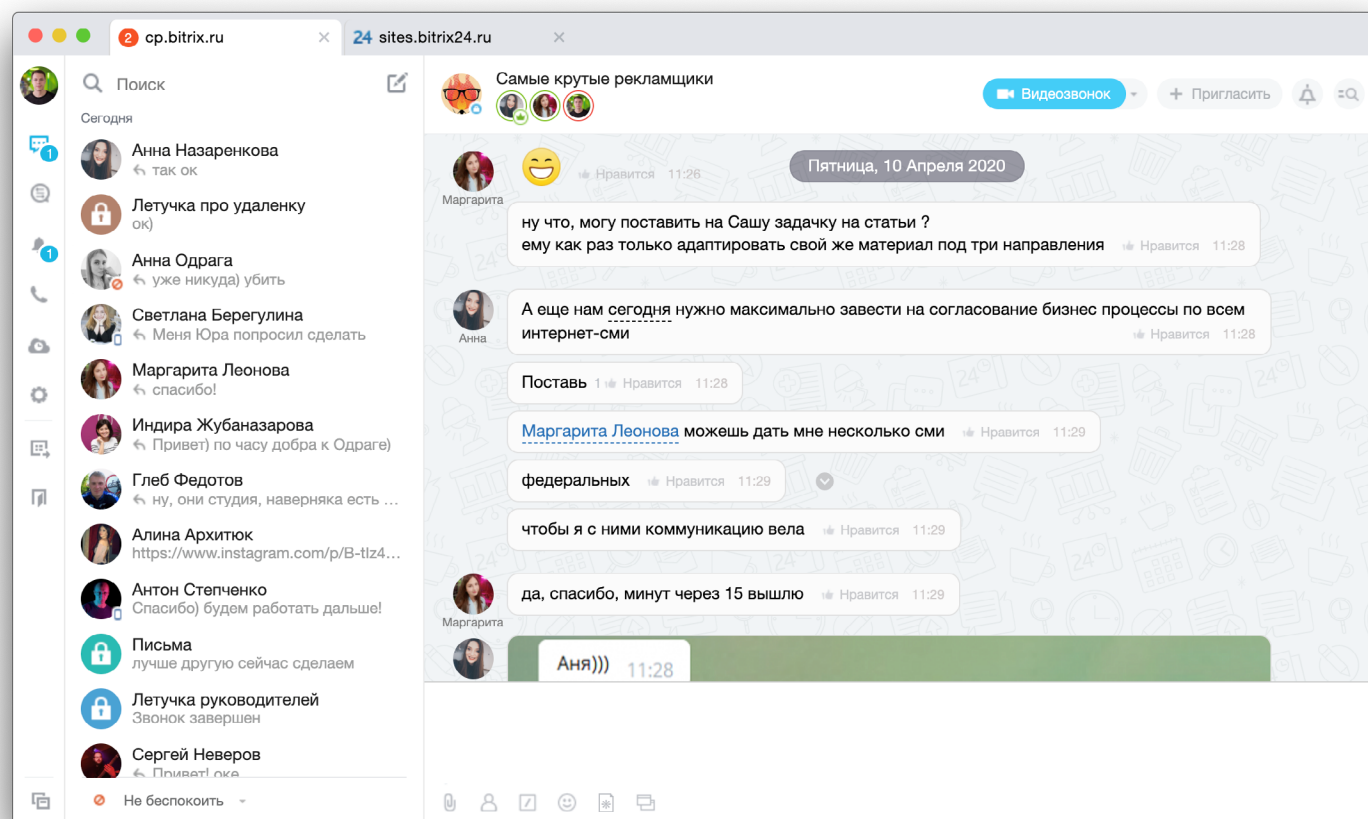 2 cp.bitrix.ru
24 sites.bitrix24.ru
Поиск
Сегодня
Анна Назаренкова
так ок
Летучка про удаленку
ок)
Анна Одрага
уже никуда) убить
Светлана Берегулина
Меня Юра попросил сделать
Маргарита Леонова
спасибо!
Индира Жубаназарова
Привет) по часу добра к Одраге)
Глеб Федотов
ну, они студия, наверняка есть ...
Алина Архитюк
https://www.instagram.com/p/B-tIz4...
Антон Степченко
Спасибо) будем работать дальше!
Письма
лучше другую сейчас сделаем
Летучка руководителей
Звонок завершен
Сергей Неверов
Привет! оке
Не беспокоить
1
1
Самые крутые рекламщики
Видеозвонок
Пригласить
Маргарита
Нравится 11:26
Пятница, 10 Апреля 2020
ну что, могу поставить на Сашу задачку на статьи ?
ему как раз только адаптировать свой же материал под три направления Нравится 11:28
Анна
А еще нам сегодня нужно максимально завести на согласование бизнес процессы по всем
интернет-сми Нравится 11:28
Поставь 1 Нравится 11:28
Маргарита Леонова можешь дать мне несколько сми Нравится 11:29
федеральных Нравится 11:29
чтобы я с ними коммуникацию вела Нравится 11:29
Маргарита
да, спасибо, минут через 15 вышлю Нравится 11:29
Аня))) 11:28